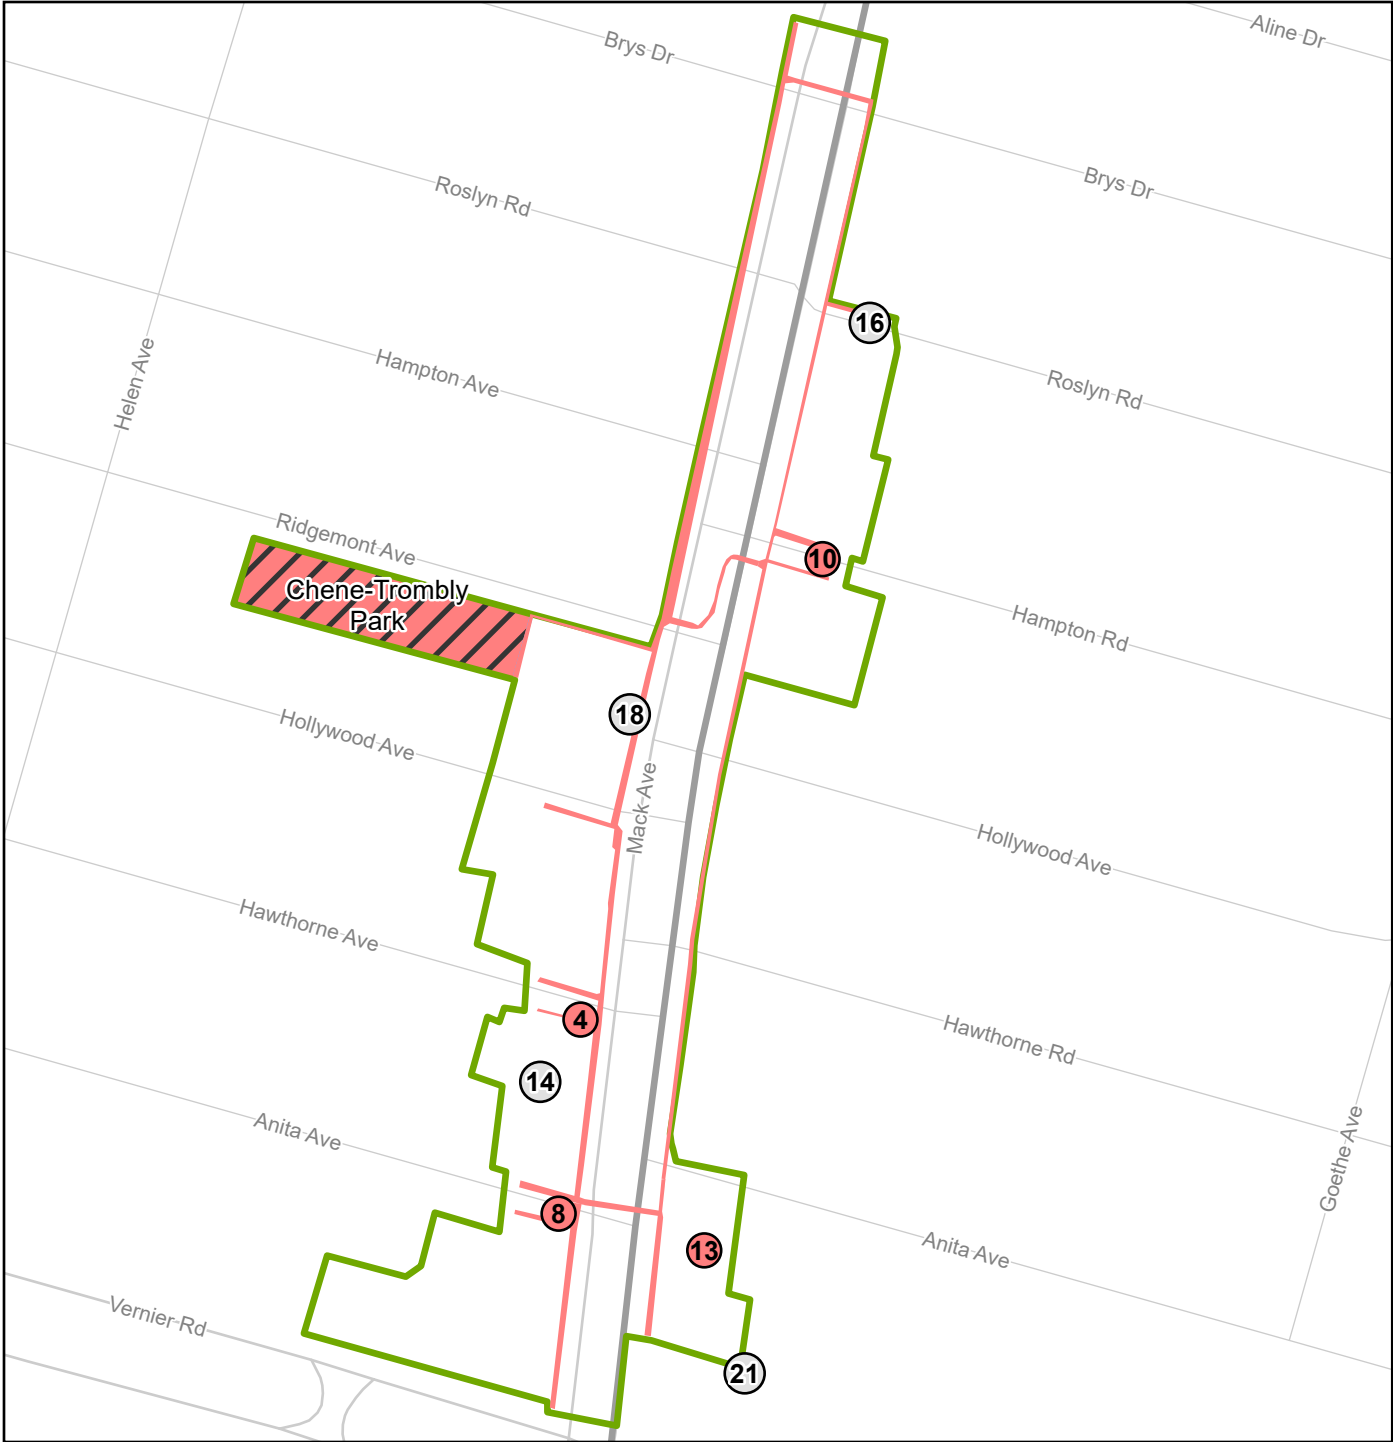 Aline Dr
Brys Dr
Brys Dr
Roslyn Rd
16
Helen Ave
Hampton Ave
Roslyn Rd
Ridgemont Ave
10
Chene-Trombly
Park
Hampton Rd
18
Hollywood Ave
Mack Ave
Hollywood Ave
Hawthorne Ave
4
Hawthorne Rd
14
Anita Ave
Goethe Ave
8
13
Anita Ave
Vernier Rd
21